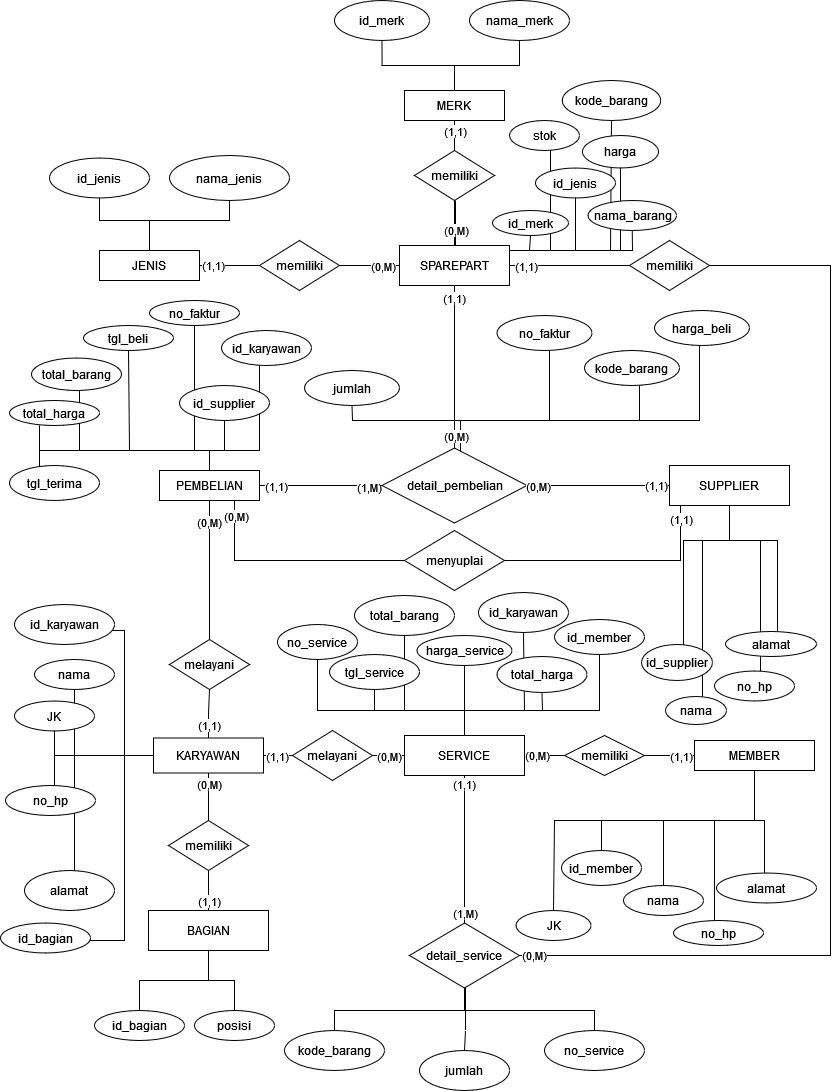 id_merk
nama_merk
MERK
(1,1)
memiliki
(0,M)
kode_barang
stok
harga
id_jenis
nama_barang
id_merk
id_jenis
nama_jenis
JENIS
(1,1)
memiliki
(0,M)
SPAREPART
(1,1)
memiliki
(1,1)
no_faktur
tgl_beli
id_karyawan
total_barang
id_supplier
total_harga
tgl_terima
harga_beli
no_faktur
kode_barang
jumlah
(0,M)
PEMBELIAN
(1,1)
(1,M)
detail_pembelian
(0,M)
(1,1)
SUPPLIER
(0,M)
(0,M)
(1,1)
menyuplai
id_supplier
nama
alamat
no_hp
melayani
(1,1)
id_karyawan
nama
JK
no_hp
alamat
id_bagian
no_service
total_barang
tgl_service
harga_service
id_karyawan
total_harga
id_member
KARYAWAN
(1,1)
melayani
(0,M)
SERVICE
(0,M)
memiliki
(1,1)
MEMBER
(0,M)
memiliki
(1,1)
BAGIAN
id_bagian
posisi
(1,1)
(1,M)
detail_service
(0,M)
JK
id_member
nama
no_hp
alamat
kode_barang
jumlah
no_service